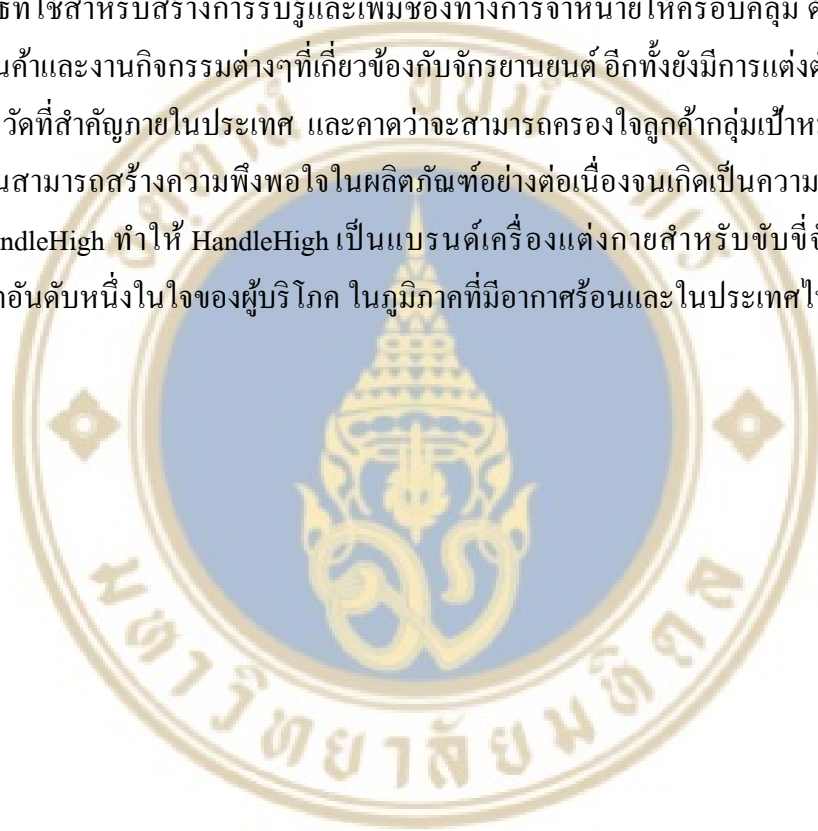 ธ์ที่ใช้สำหรับสร้างการรับรู้และเพิ่มช่องทางการจำหน่ายให้ครอบคลุม
นค้าและงานกิจกรรมต่างๆที่เกี่ยวข้องกับจักรยานยนต์ อีกทั้งยังมีการแต่งตั
วัดที่สำคัญภายในประเทศ และคาดว่าจะสามารถครองใจลูกค้ากลุ่มเป้าห
นสามารถสร้างความพึงพอใจในผลิตภัณฑ์อย่างต่อเนื่องจนเกิดเป็นความ
ndleHigh ทำให้ HandleHigh เป็นแบรนด์เครื่องแต่งกายสำหรับขับขี่จั
าอันดับหนึ่งในใจของผู้บริโภค ในภูมิภาคที่มีอากาศร้อนและในประเทศไ
มหาวิทยาลัยมหิดล